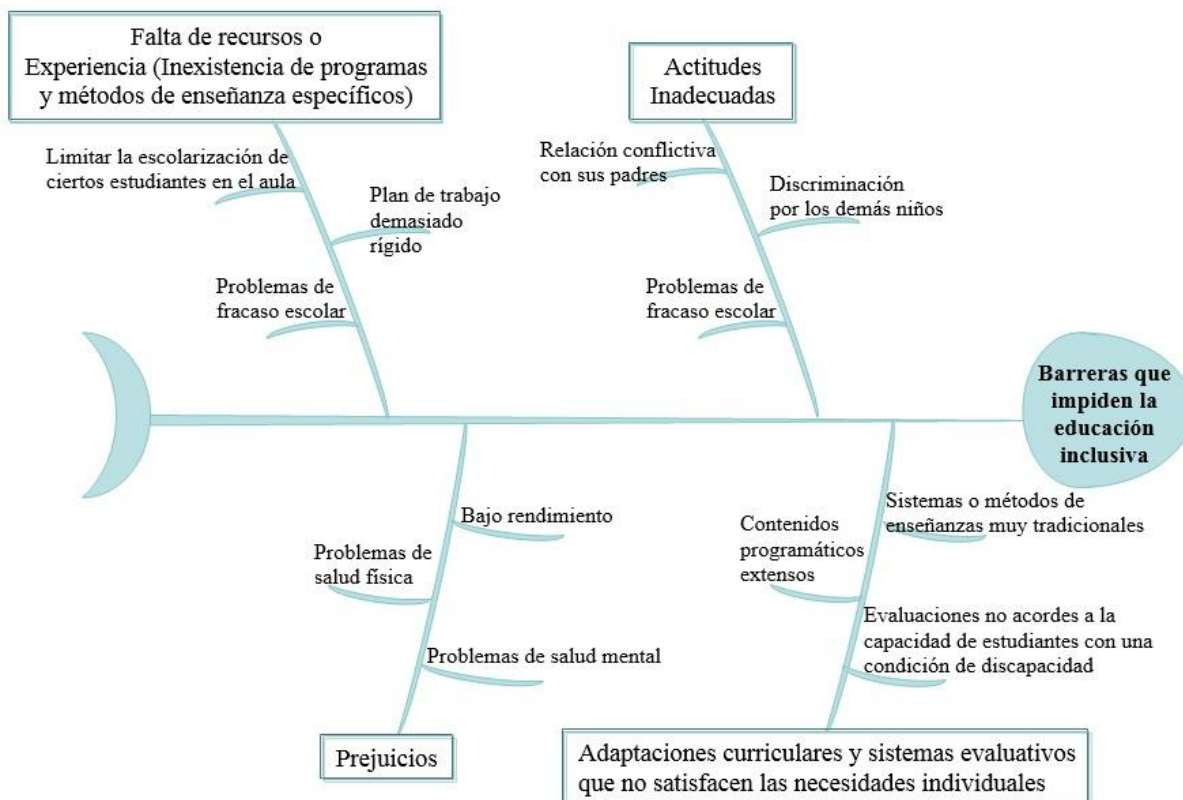 Falta de recursos o
Experiencia (Inexistencia de programas
y métodos de enseñanza específicos)
Actitudes
Inadecuadas
Limitar la escolarización de
ciertos estudiantes en el aula
Plan de trabajo
demasiado
rígido
Problemas de
fracaso escolar
Relación conflictiva
con sus padres
Discriminación
por los demás niños
Problemas de
fracaso escolar
Barreras que
impiden la
educación
inclusiva
Bajo rendimiento
Problemas de
salud física
Problemas de salud mental
Sistemas o métodos de
enseñanzas muy tradicionales
Contenidos
programáticos
extensos
Evaluaciones no acordes a la
capacidad de estudiantes con una
condición de discapacidad
Prejuicios
Adaptaciones curriculares y sistemas evaluativos
que no satisfacen las necesidades individuales